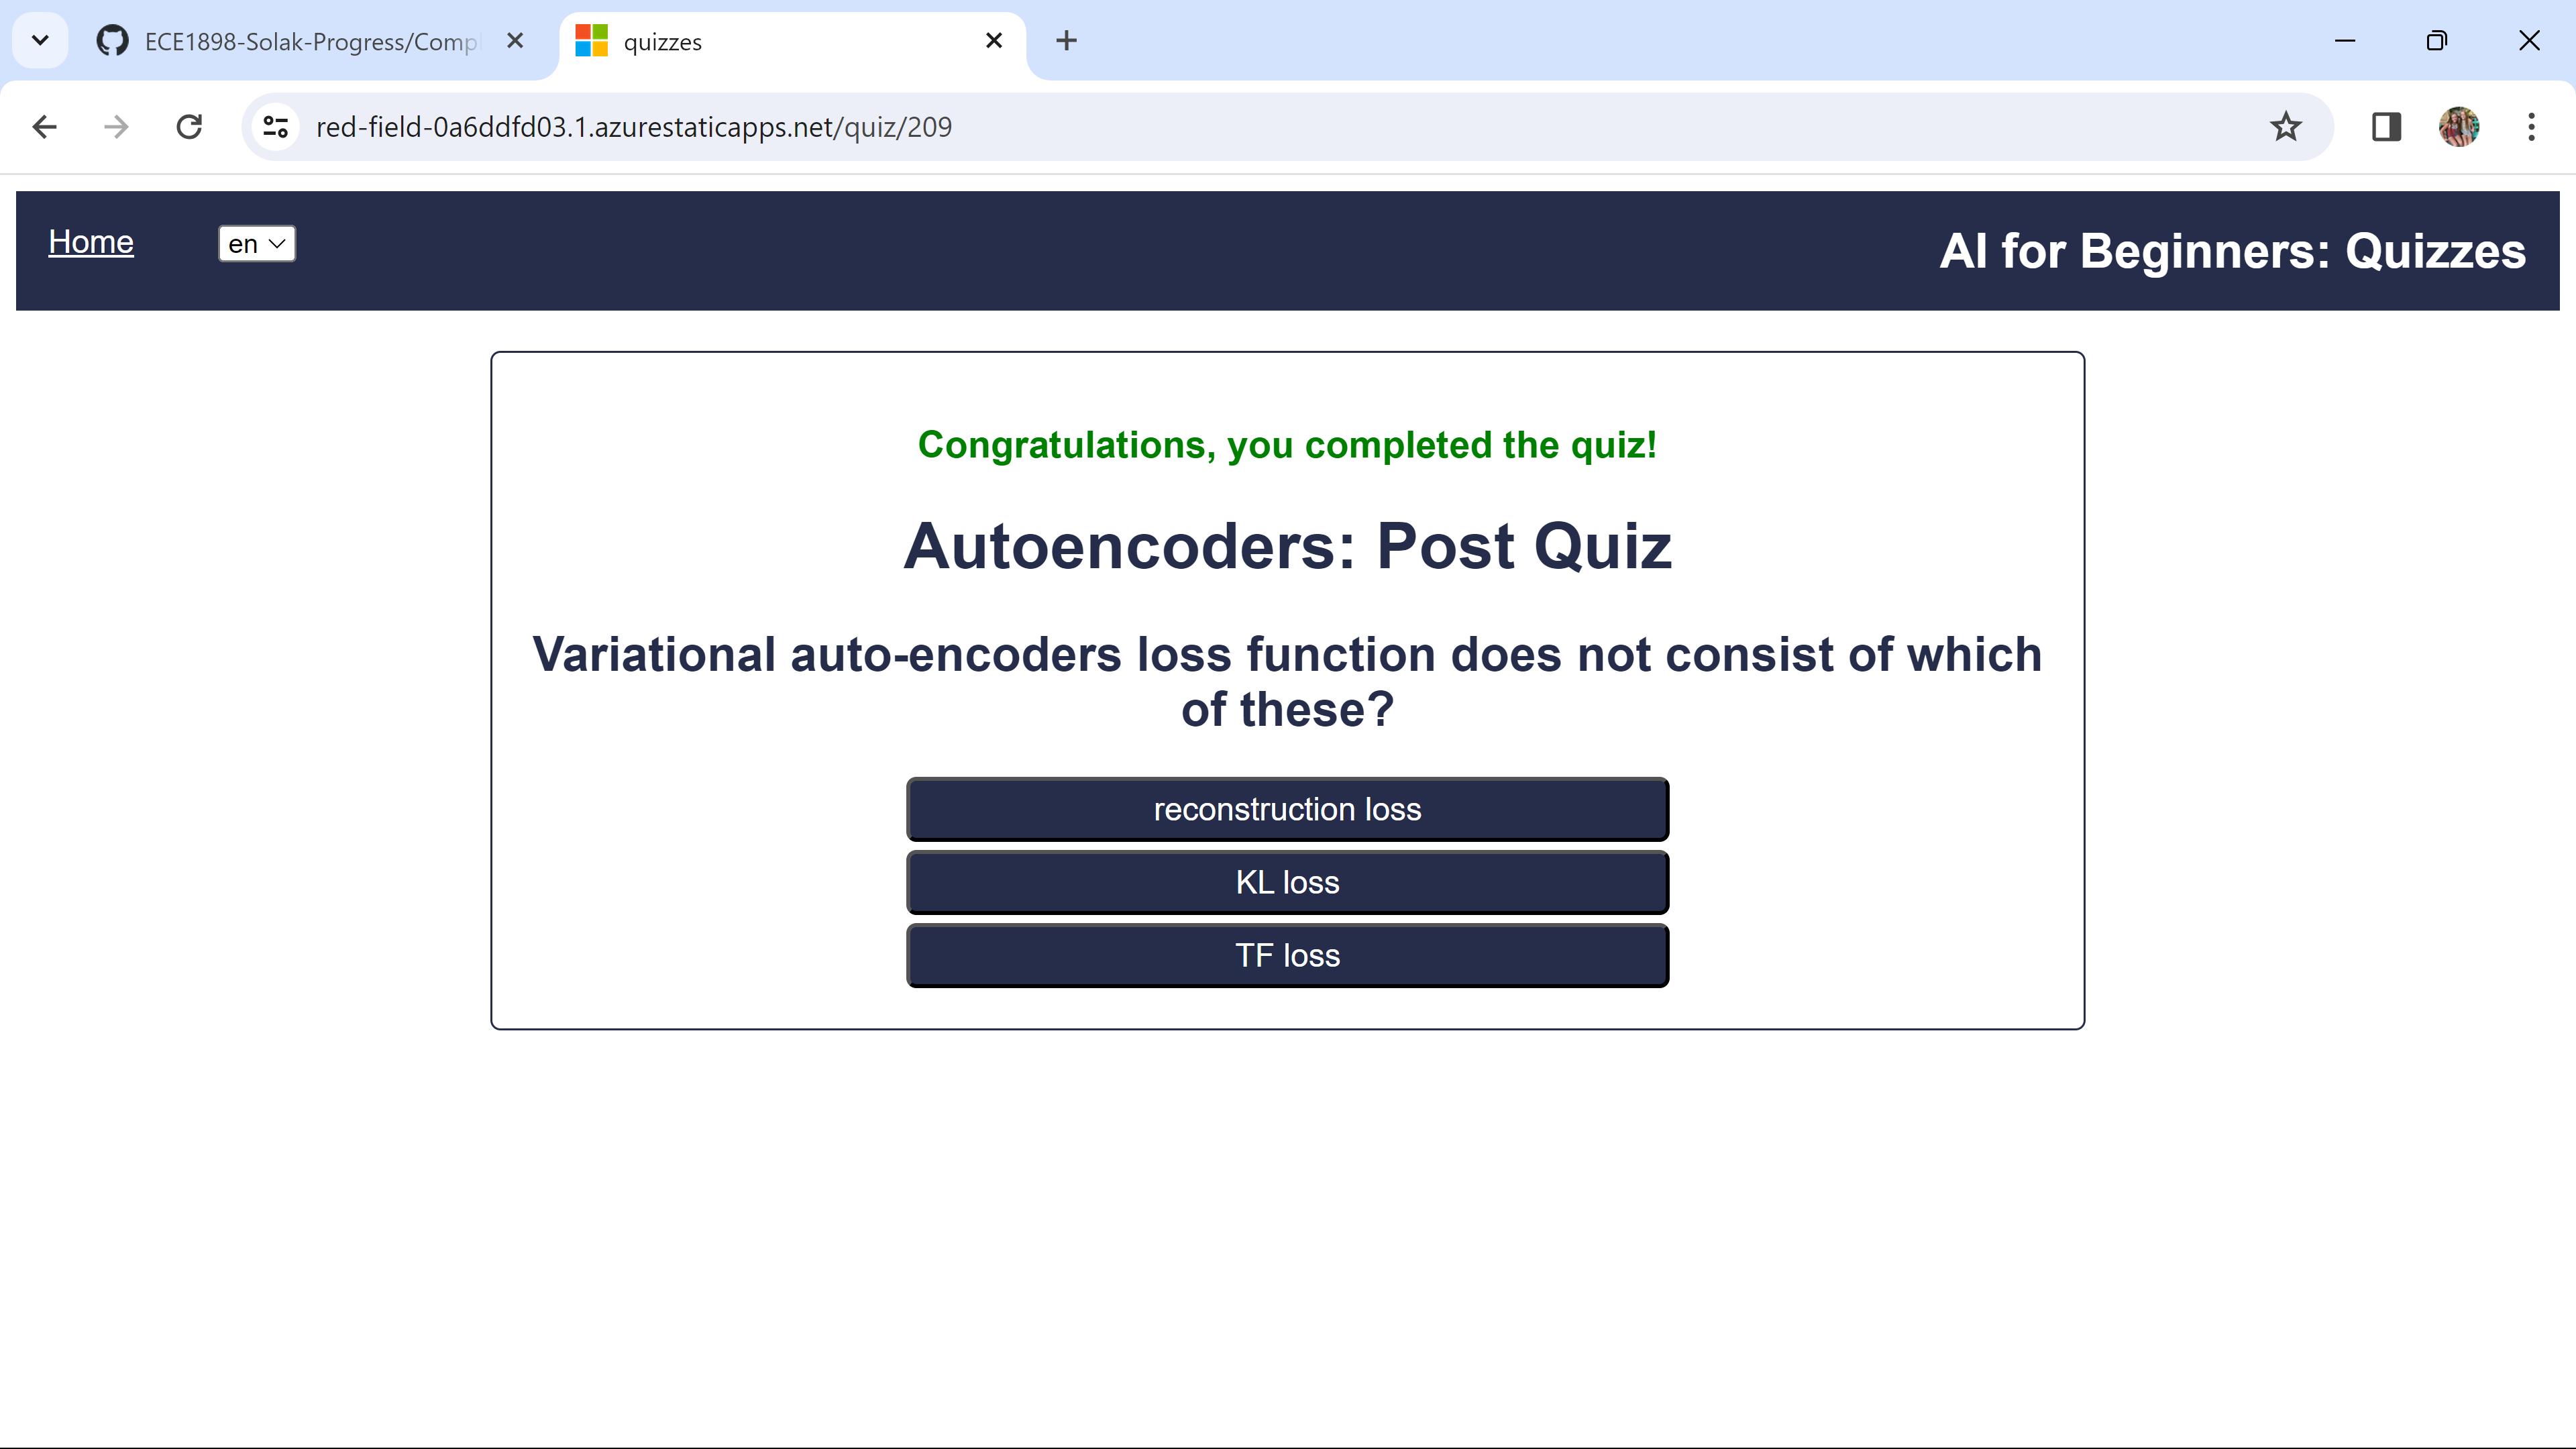 ECE1898-Solak-Progress/Comp
quizzes
red-field-0a6ddfd03.1.azurestaticapps.net/quiz/209
Home
en
AI for Beginners: Quizzes
Congratulations, you completed the quiz!
Autoencoders: Post Quiz
Variational auto-encoders loss function does not consist of which
of these?
reconstruction loss
KL loss
TF loss